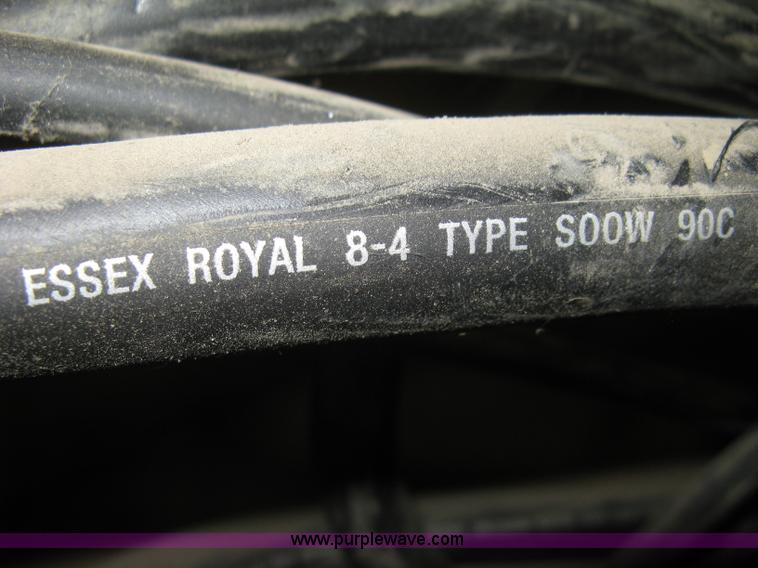 ESSEX ROYAL 8-4 TYPE SOOW 90C
www.purplewave.com